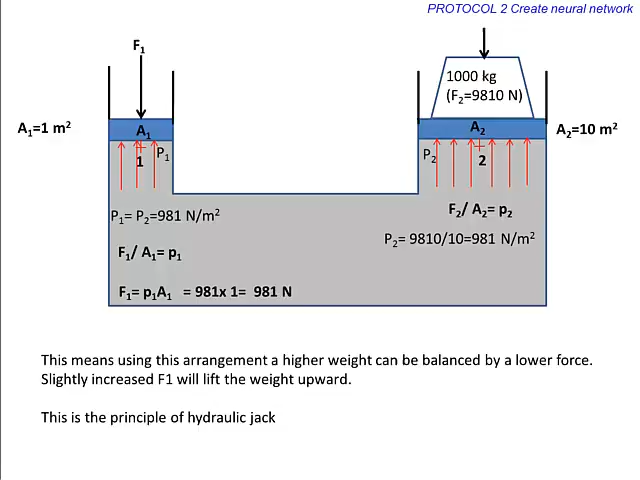 PROTOCOL 2 Create neural network
F₁
1000 kg
(F₂=9810 N)
A₁=1 m²
A₁
A₂
A₂=10 m²
1
P₁
P₂
2
P₁= P₂=981 N/m²
F₂/ A₂= p₂
P₂= 9810/10=981 N/m²
F₁/ A₁= p₁
F₁= p₁A₁ = 981x 1= 981 N
This means using this arrangement a higher weight can be balanced by a lower force.
Slightly increased F1 will lift the weight upward.
This is the principle of hydraulic jack